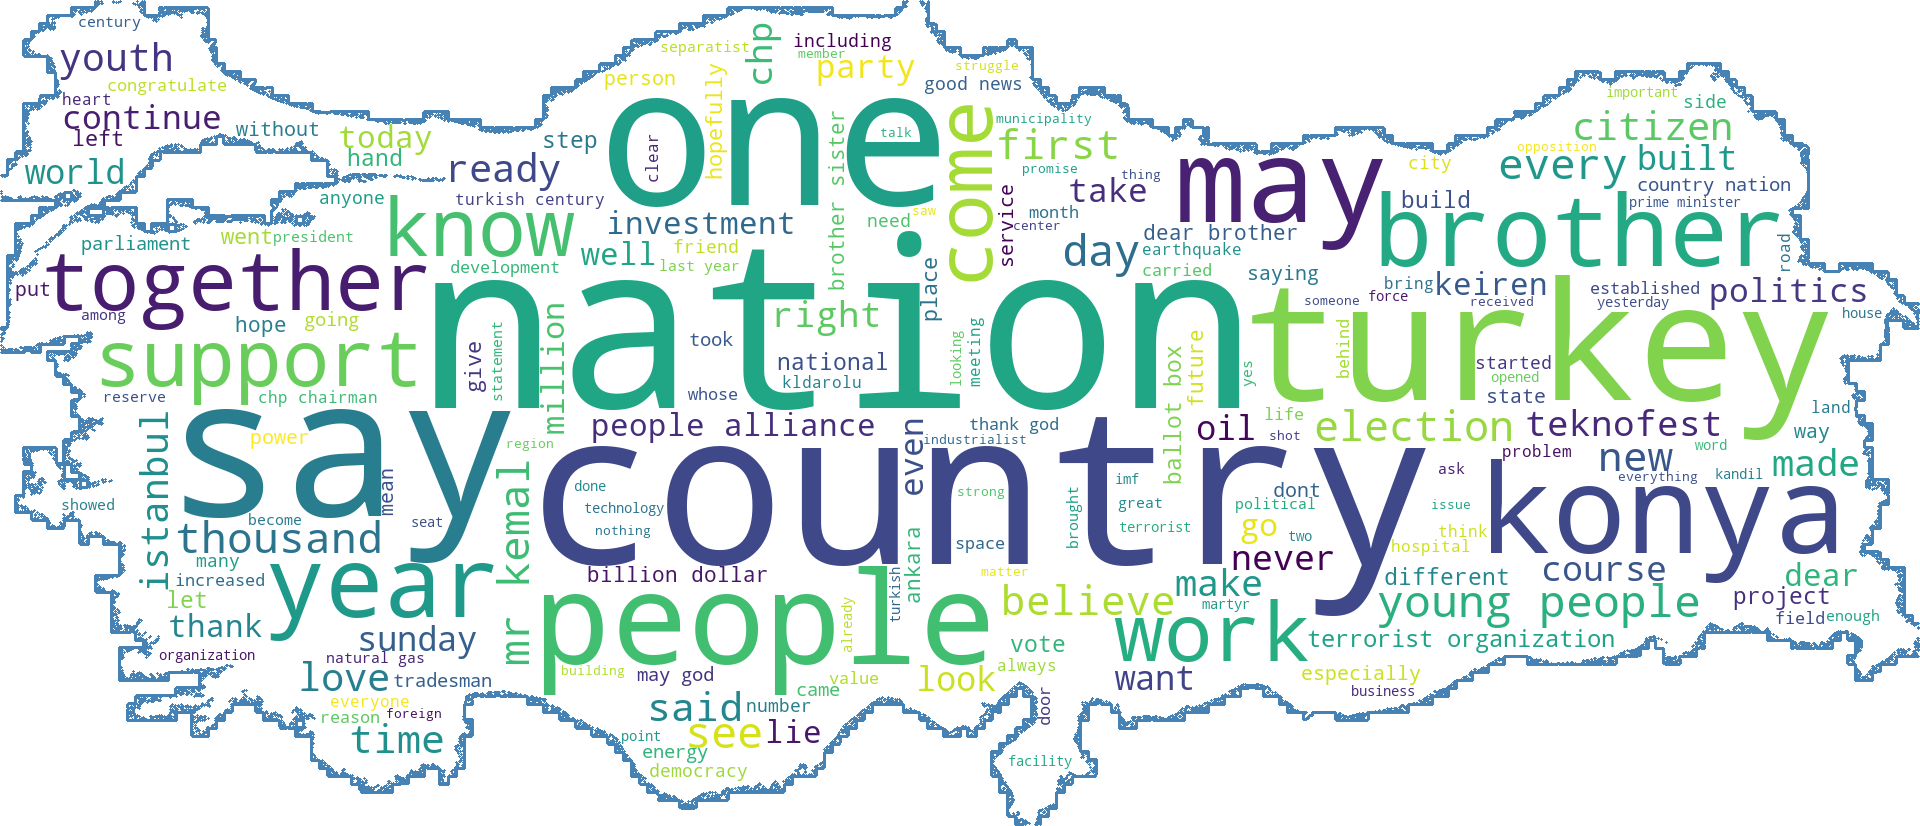 century
youth
congratulate
heart
continue
left
without
world
today
hand
step
ready
anyone
turkish century
one
clear
separatist
person
hopefully
chp
including
member
party
talk
good news
struggle
municipality
come
first
promise
brother sister
need
saw
service
center
month
take
thing
may
day
dear brother
earthquake
carried
important
side
citizen
opposition
every
built
city
build
country nation
prime minister
brother
road
parliament
went
president
know
investment
well
friend
last year
development
together
put
among
hope
going
support
reserve
chp chairman
give
statement
million
nation
took
whose
right
national
kldarolu
place
looking
meeting
saying
bring
keiren
someone
force
received
established
yesterday
politics
house
turkey
ballot box
future
yes
behind
started
opened
state
life
shot
election
teknofest
land
way
word
istanbul
power
say
mean
seat
region
mr kemal
people alliance
even
thank god
industrialist
oil
ask
problem
new
everything
kandil
made
showed
become
thousand
many
increased
year
let
thank
organization
done
technology
nothing
country
strong
imf
great
terrorist
brought
dont
political
go
two
issue
think
hospital
never
konya
space
ankara
turkish
matter
billion dollar
people
already
believe
make
martyr
work
different
course
young people
dear
project
field
enough
terrorist organization
sunday
natural gas
love
tradesman
everyone
reason
foreign
time
building
may god
value
came
look
vote
always
want
especially
business
said
number
see
lie
point
energy
democracy
door
facility